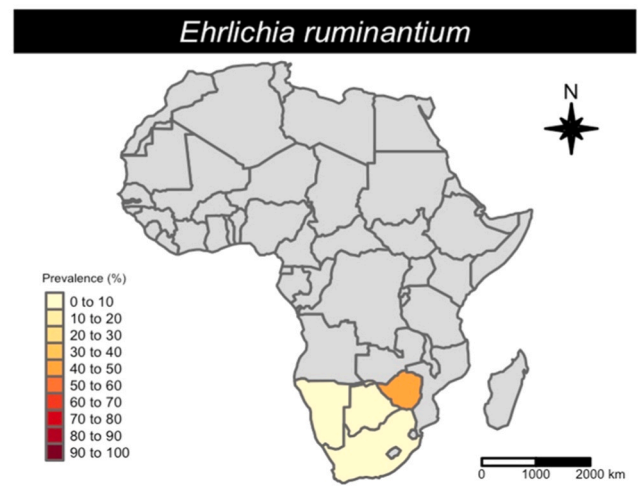 Ehrlichia ruminantium
N
Prevalence (%)
0 to 10
10 to 20
20 to 30
30 to 40
40 to 50
50 to 60
60 to 70
70 to 80
80 to 90
90 to 100
0 1000 2000 km